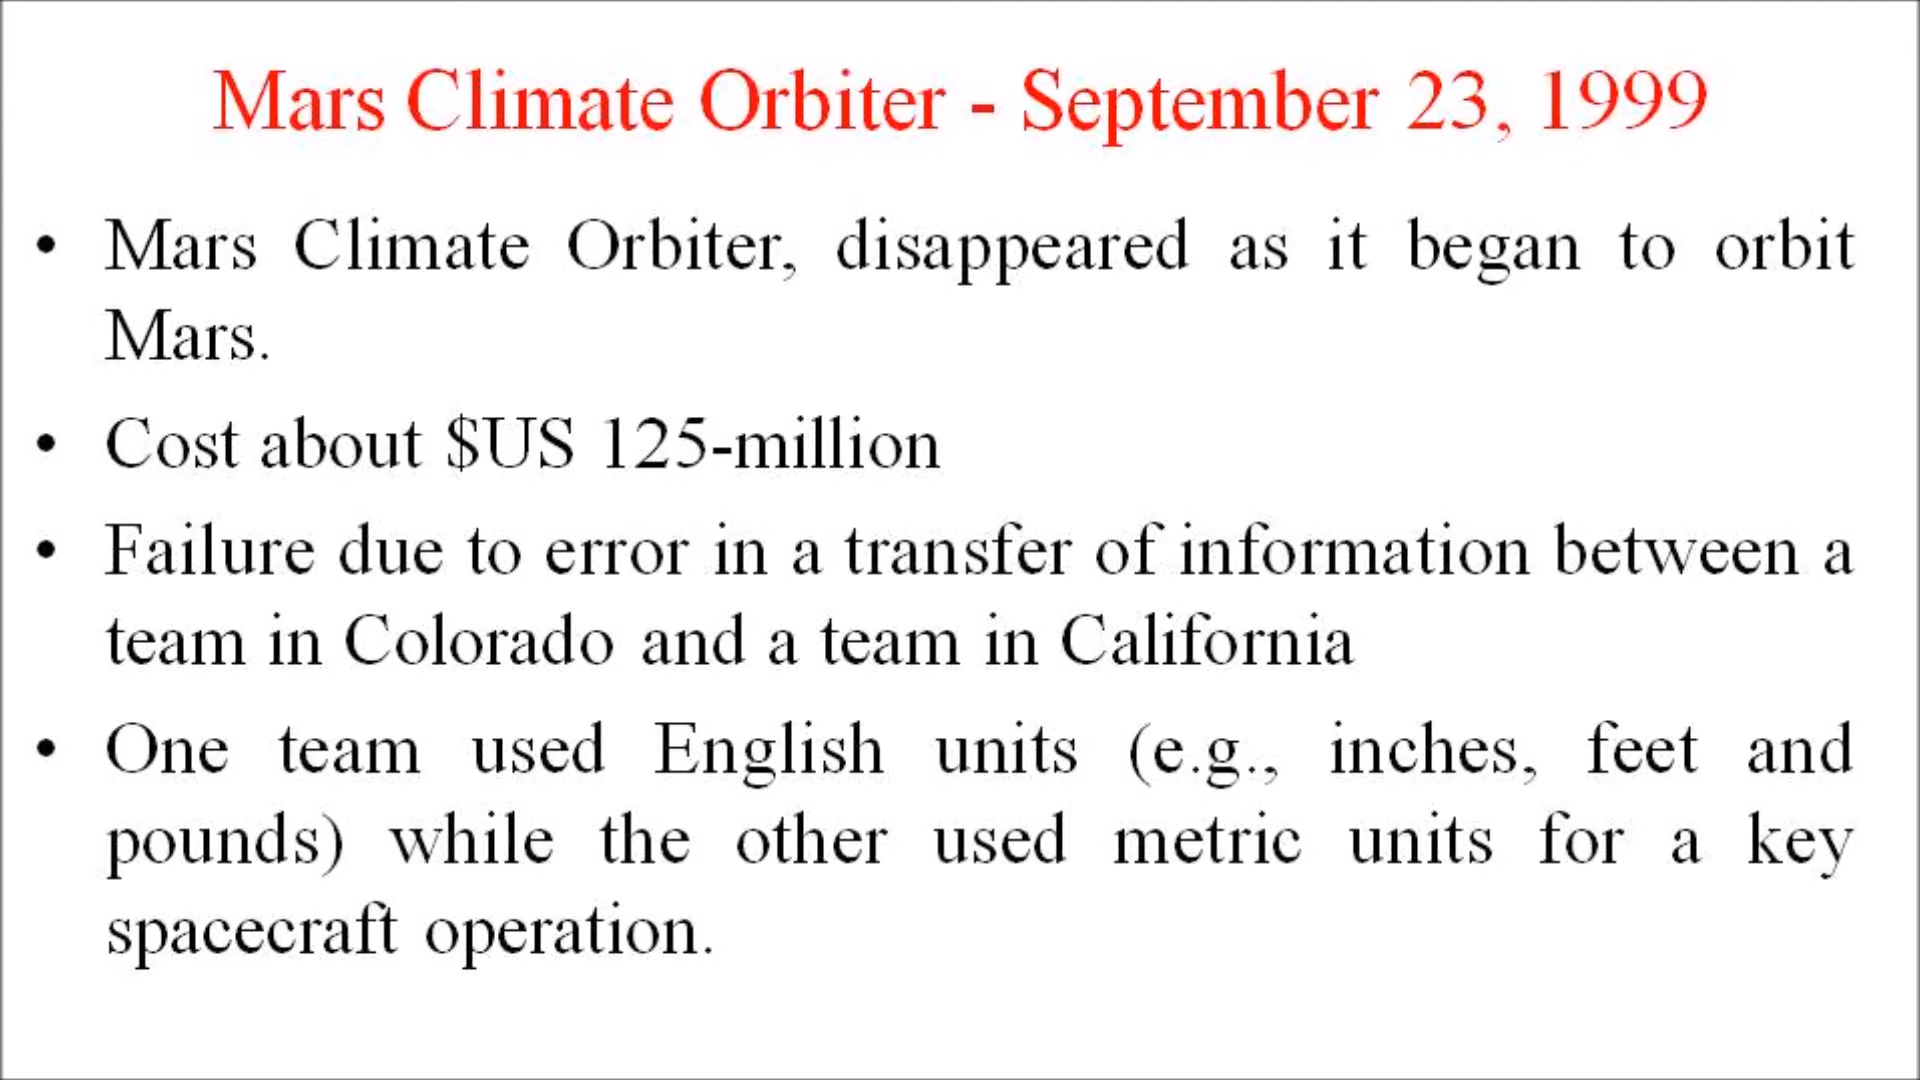 Mars Climate Orbiter - September 23, 1999
• Mars Climate Orbiter, disappeared as it began to orbit
Mars.
• Cost about $US 125-million
• Failure due to error in a transfer of information between a
team in Colorado and a team in California
• One team used English units (e.g., inches, feet and
pounds) while the other used metric units for a key
spacecraft operation.